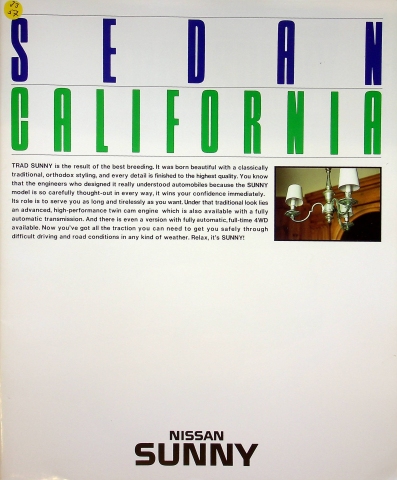 SEDAN
CALIFORNIA
TRAD SUNNY is the result of the best breeding. It was born beautiful with a classically
traditional, orthodox styling, and every detail is finished to the highest quality. You know
that the engineers who designed it really understood automobiles because the SUNNY
model is so carefully thought-out in every way, it wins your confidence immediately.
Its role is to serve you as long and tirelessly as you want. Under that traditional look lies
an advanced, high-performance twin cam engine which is also available with a fully
automatic transmission. And there is even a version with fully automatic, full-time 4WD
available. Now you've got all the traction you can need to get you safely through
difficult driving and road conditions in any kind of weather. Relax, it's SUNNY!
NISSAN
SUNNY